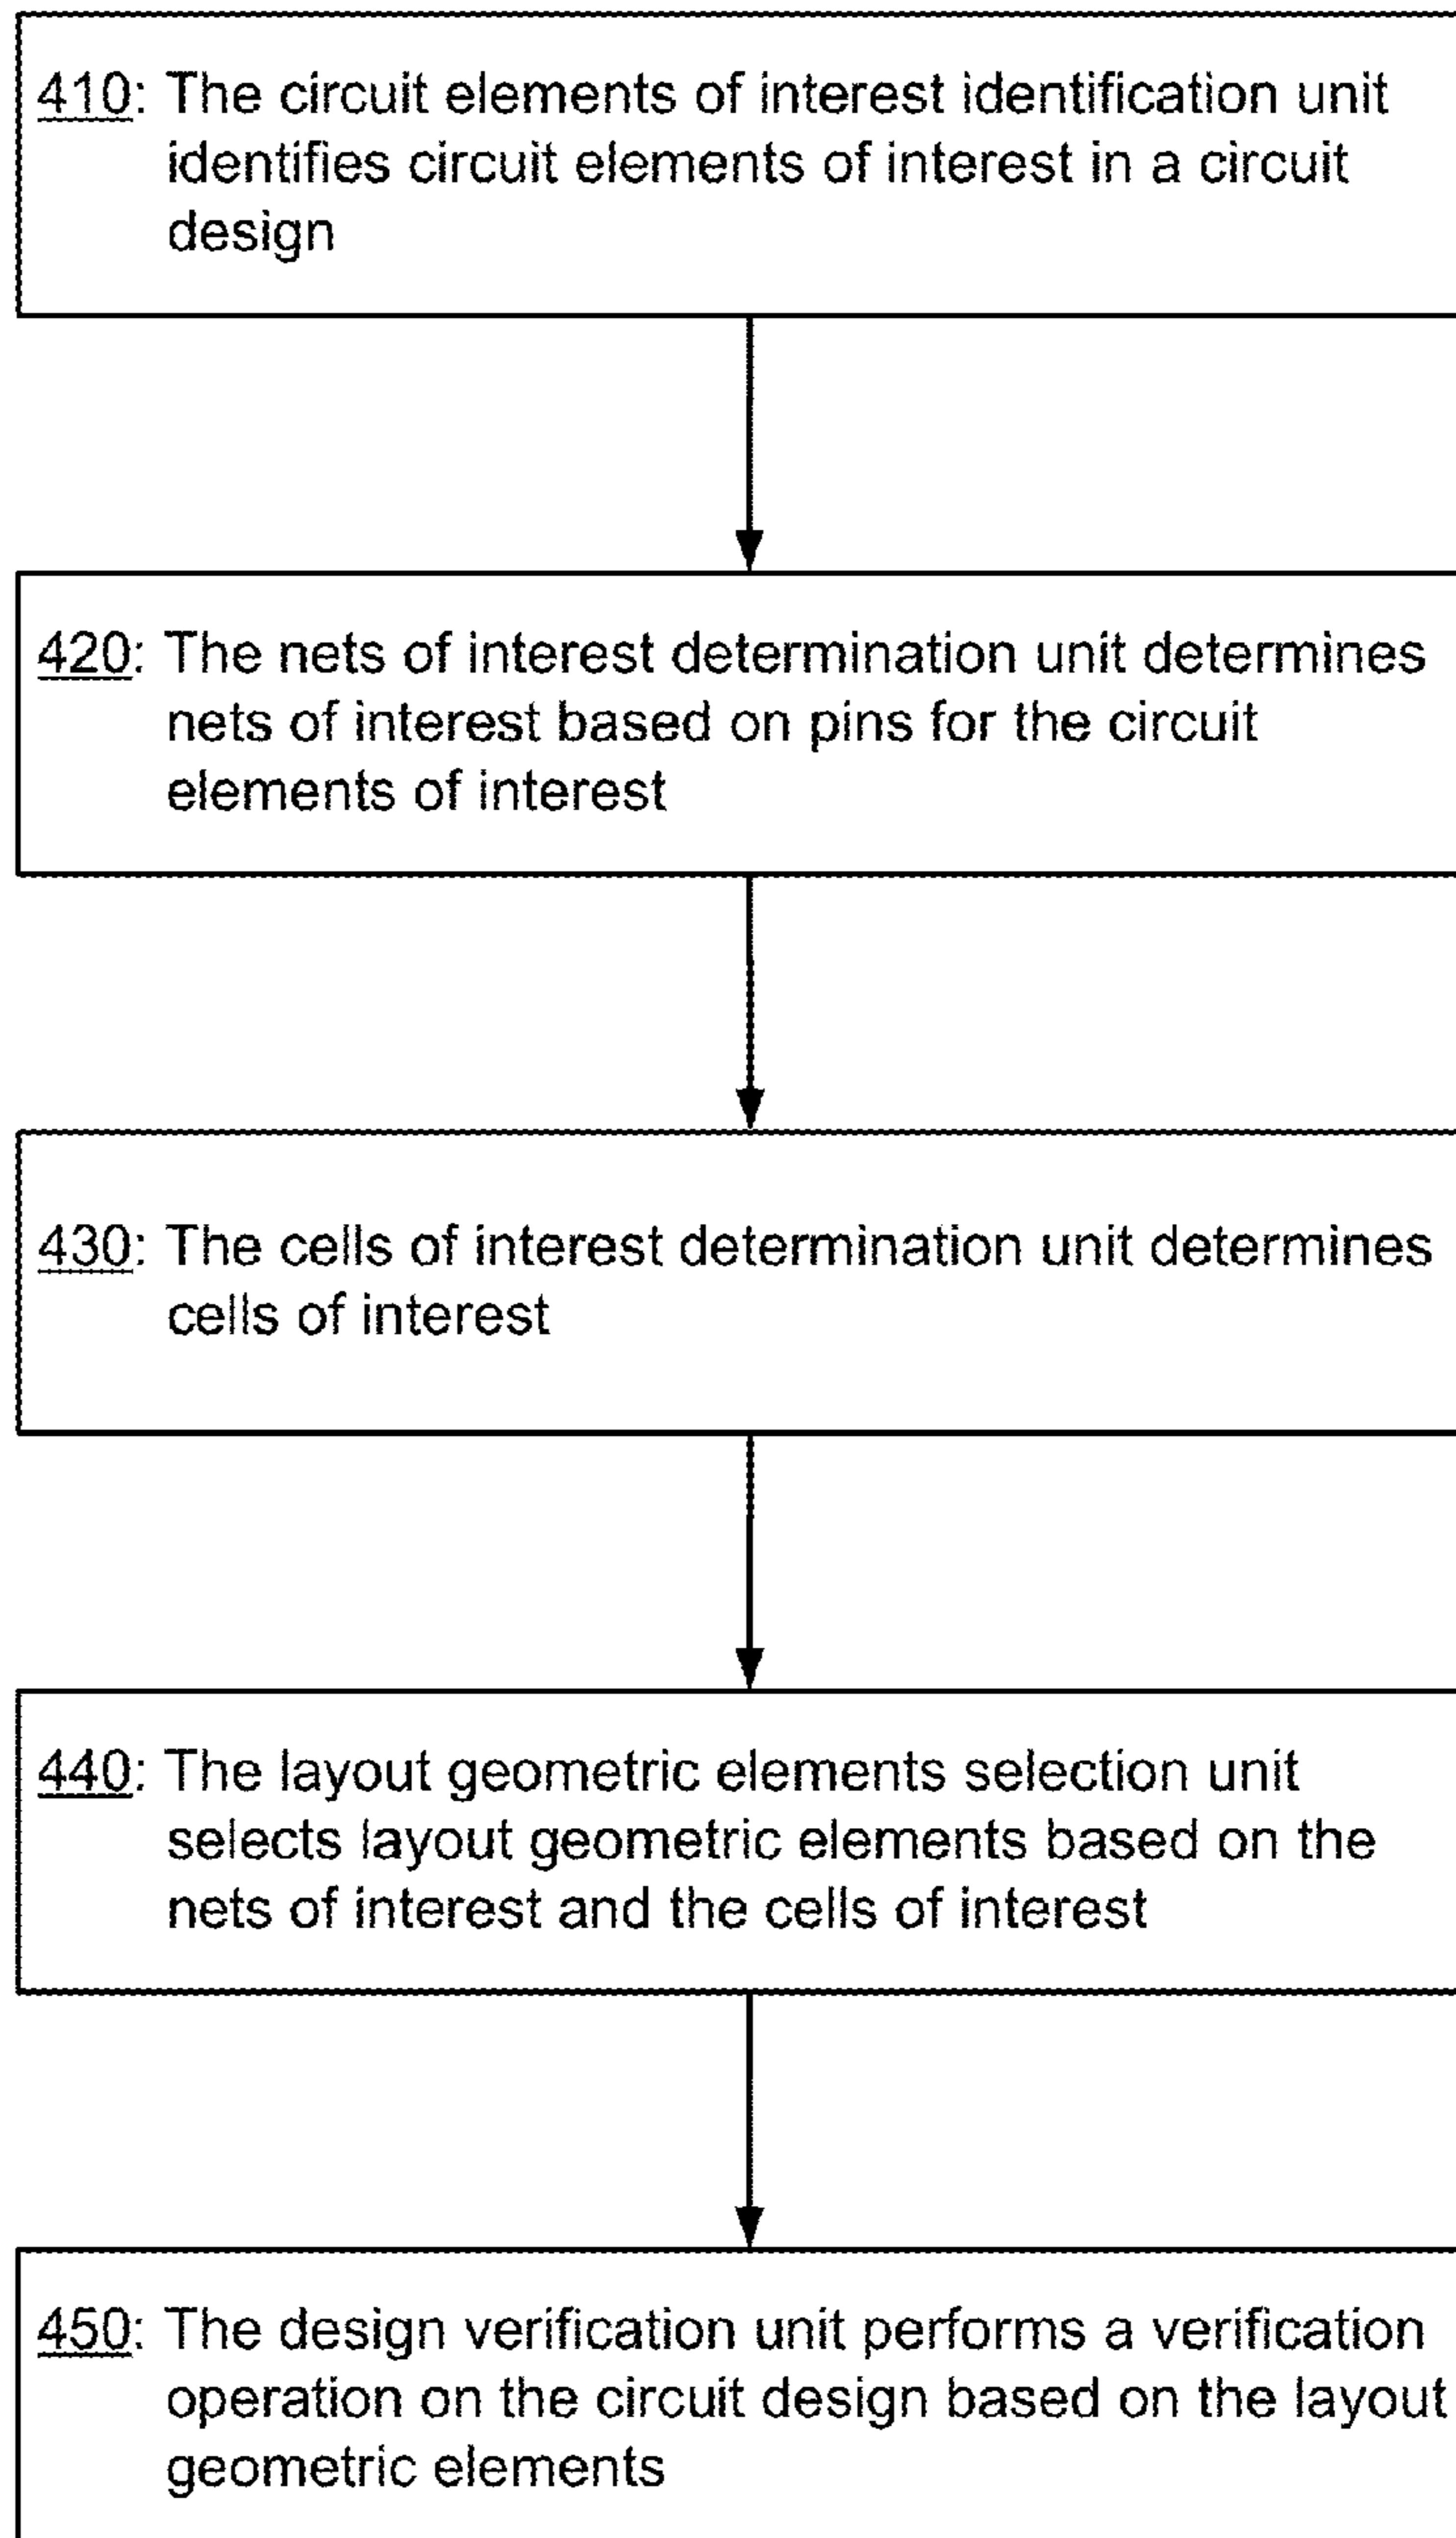 410: The circuit elements of interest identification unit
identifies circuit elements of interest in a circuit
design
420: The nets of interest determination unit determines
nets of interest based on pins for the circuit
elements of interest
430: The cells of interest determination unit determines
cells of interest
440: The layout geometric elements selection unit
selects layout geometric elements based on the
nets of interest and the cells of interest
450: The design verification unit performs a verification
operation on the circuit design based on the layout
geometric elements